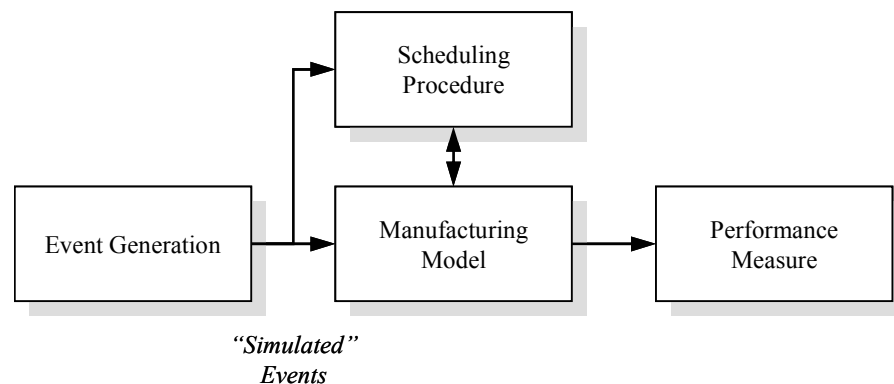 Scheduling
Procedure
Event Generation
Manufacturing
Model
Performance
Measure
“Simulated”
Events